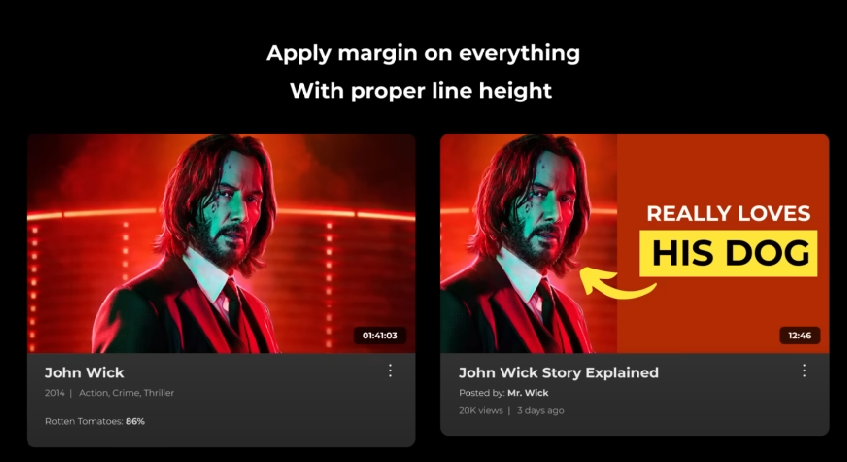 Apply margin on everything
With proper line height
01:41:03
John Wick
2014 | Action, Crime, Thriller
Rotten Tomatoes: 86%
REALLY LOVES
HIS DOG
12:46
John Wick Story Explained
Posted by: Mr. Wick
20K views | 3 days ago